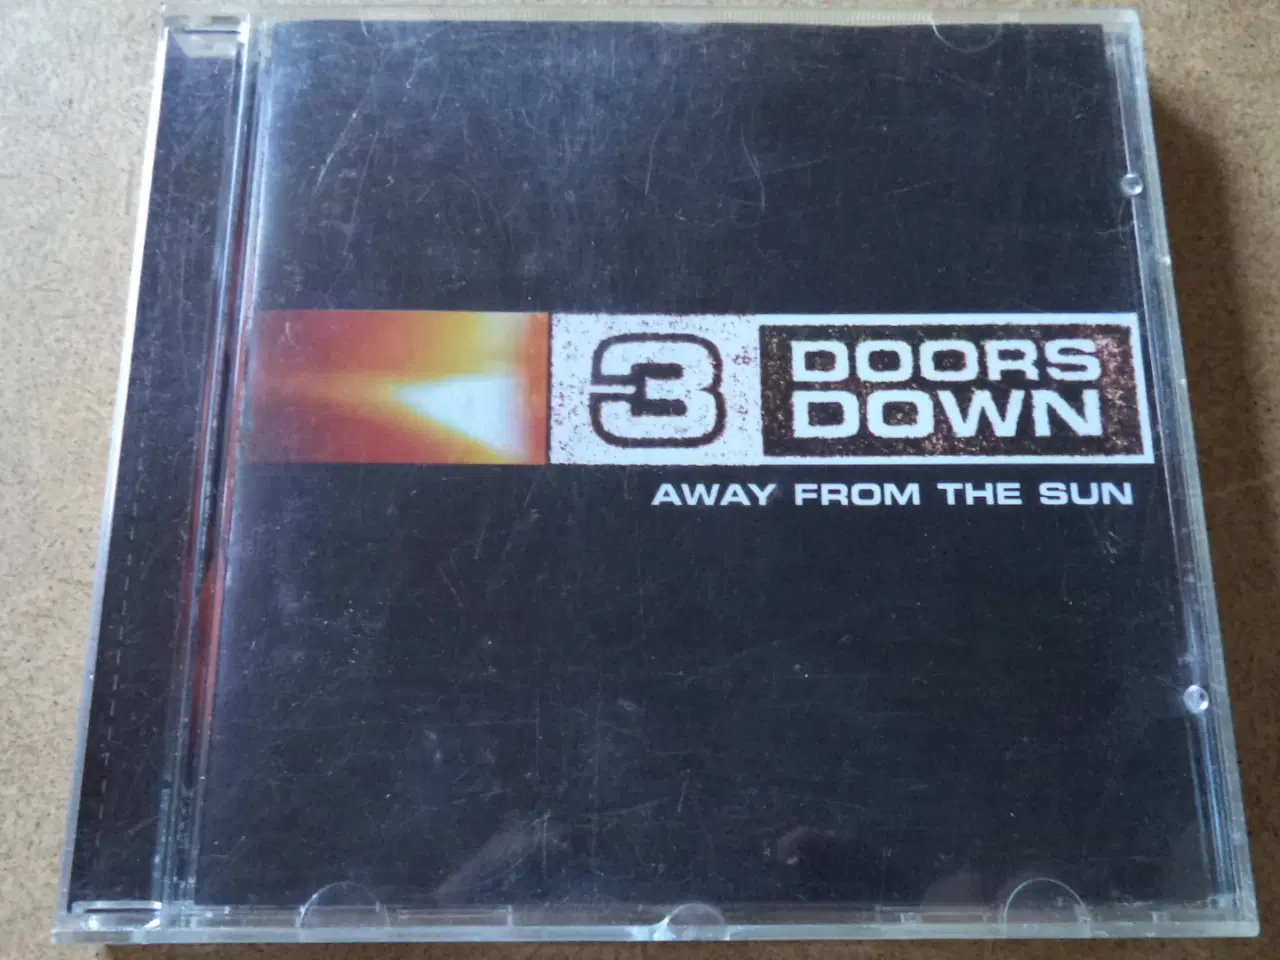 3 DOORS
DOWN
AWAY FROM THE SUN